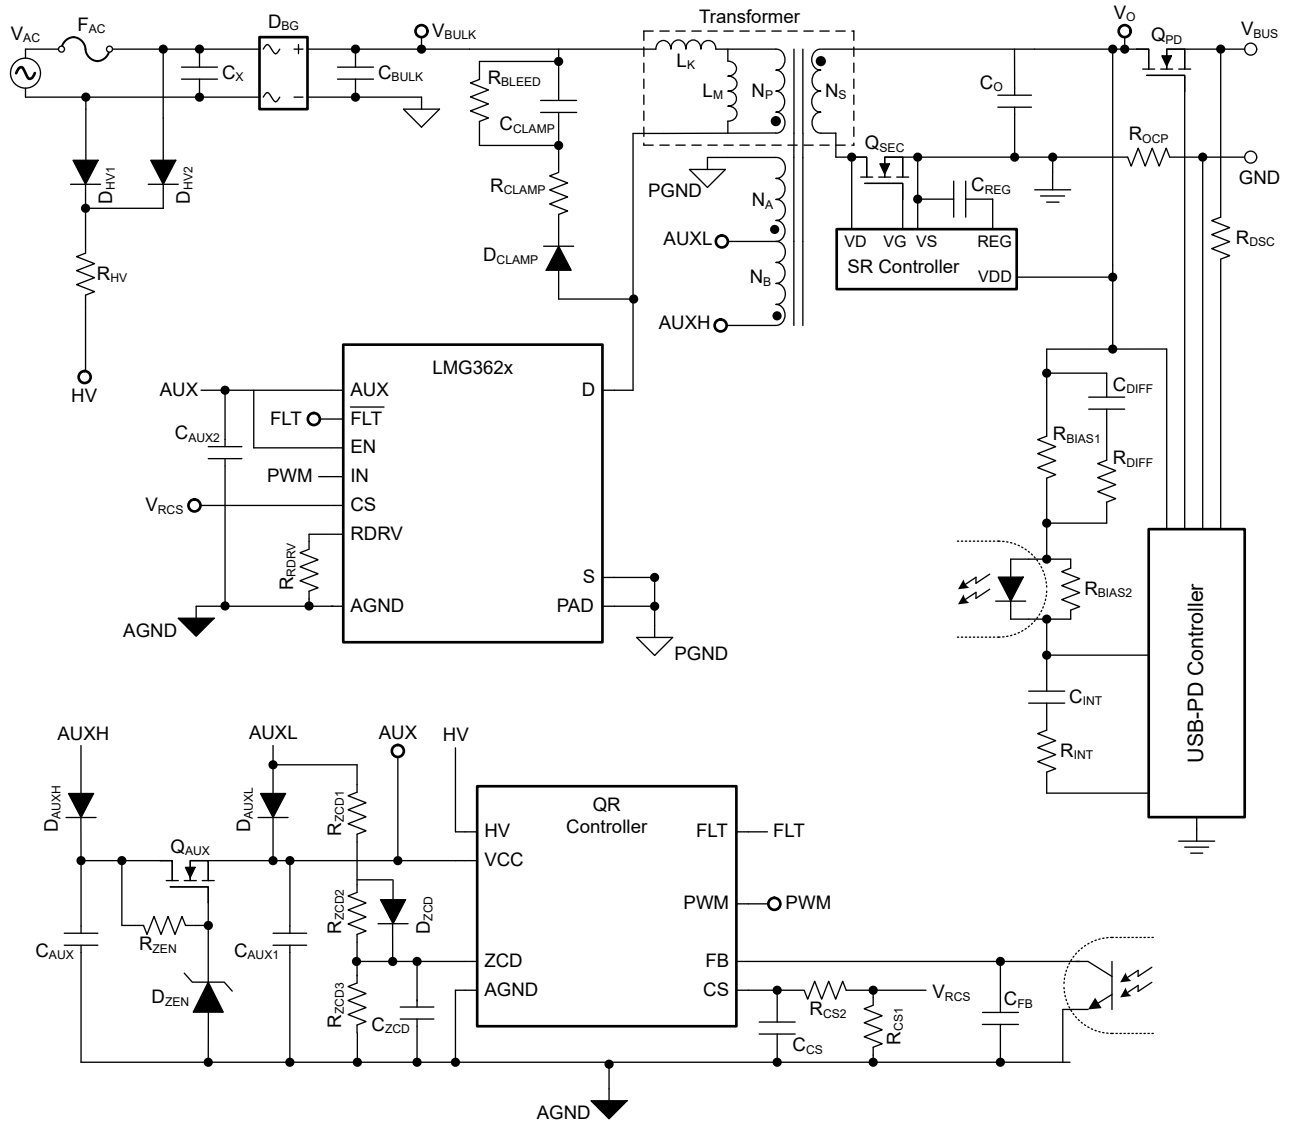 Transformer
VAC
FAC
DBG
VBULK
VO
QPD
VBUS
CX
CBULK
RBLEED
CCLAMP
LK
LM
NP
NS
CO
QSEC
ROCP
GND
DHV1
DHV2
RCLAMP
PGND
NA
CREG
AUXL
VD
VG
VS
REG
SR Controller
VDD
RDSC
RHV
DCLAMP
NB
AUXH
HV
LMG362x
AUX
AUX
D
FLT
FLT
CAUX2
EN
PWM
IN
VRCS
CS
RDRV
RRDRV
S
AGND
AGND
PAD
PGND
CDIFF
RBIAS1
RDIFF
RBIAS2
USB-PD Controller
CINT
RINT
AUXH
AUXL
AUX
HV
DAUXH
DAUXL
RZCD1
QR
Controller
HV
FLT
FLT
QAUX
VCC
RZCD2
DZCD
PWM
PWM
CAUX
RZEN
CAUX1
ZCD
FB
DZEN
RZCD3
CZCD
AGND
CS
RCS2
VRCS
CFB
CCS
RCS1
AGND